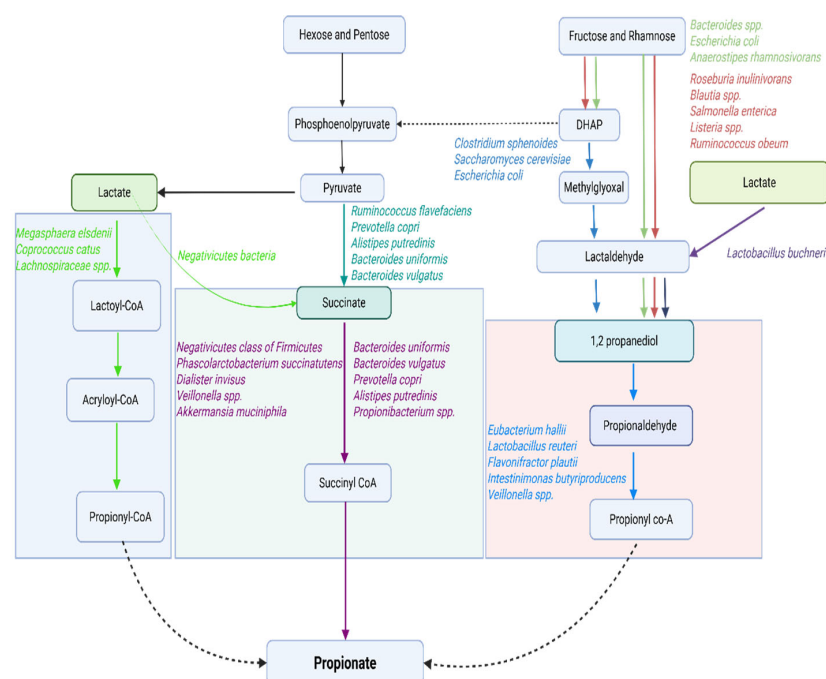 Hexose and Pentose
Fructose and Rhamnose
Bacteroides spp.
Escherichia coli
Anaerostipes rhamnosivorans
Roseburia inulinivorans
Blautia spp.
Salmonella enterica
Listeria spp.
Ruminococcus obeum
Phosphoenolpyruvate
DHAP
Clostridium sphenoides
Saccharomyces cerevisiae
Escherichia coli
Lactate
Pyruvate
Methylglyoxal
Lactate
Megasphaera elsdenii
Coprococcus catus
Lachnospiraceae spp.
Negativicutes bacteria
Ruminococcus flavefaciens
Prevotella copri
Alistipes putredinis
Bacteroides uniformis
Bacteroides vulgatus
Lactaldehyde
Lactobacillus buchneri
Lactoyl-CoA
Succinate
1,2 propanediol
Negativicutes class of Firmicutes
Phascolarctobacterium succinatutens
Dialister invisus
Veillonella spp.
Akkermansia muciniphila
Bacteroides uniformis
Bacteroides vulgatus
Prevotella copri
Alistipes putredinis
Propionibacterium spp.
Acryloyl-CoA
Propionaldehyde
Eubacterium hallii
Lactobacillus reuteri
Flavonifractor plautii
Intestinimonas butyriproducens
Veillonella spp.
Succinyl CoA
Propionyl-CoA
Propionyl co-A
Propionate